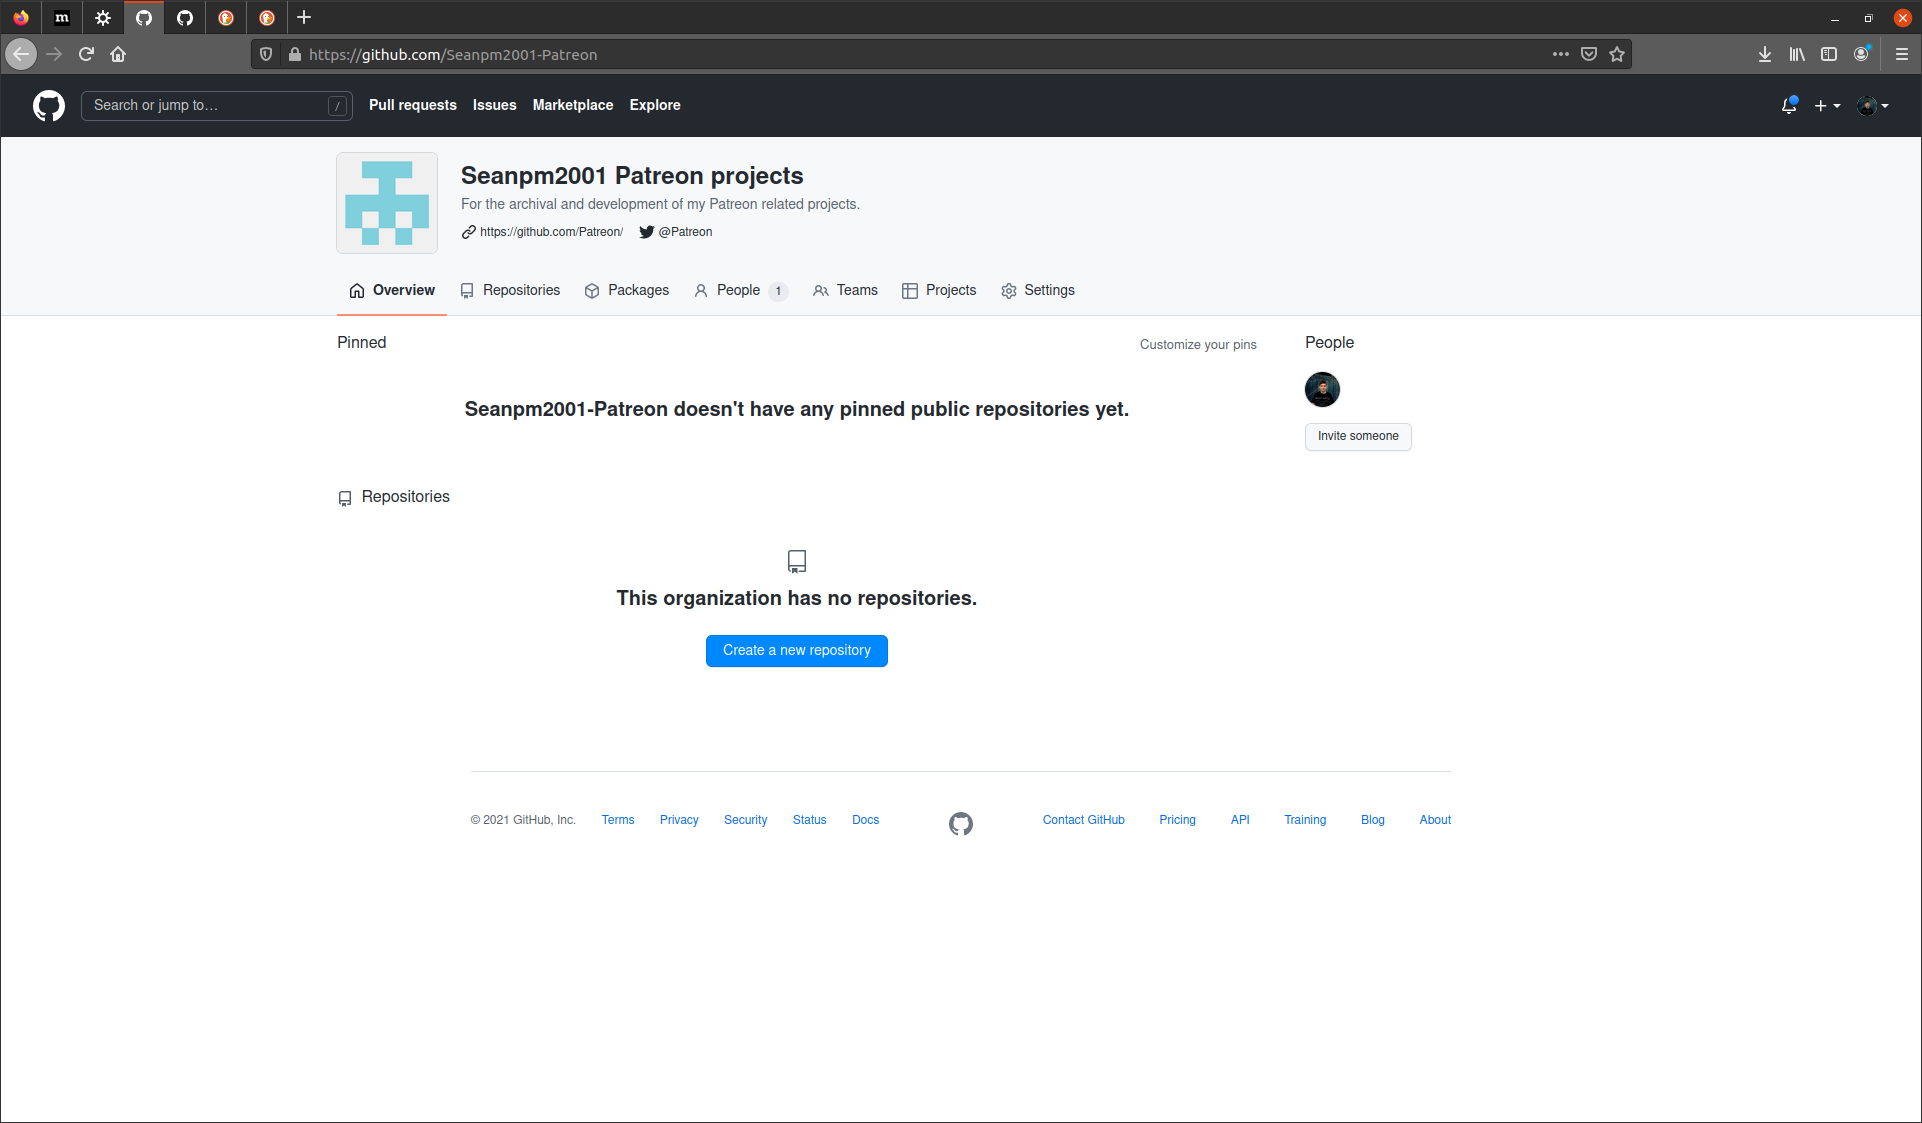 m
https://github.com/Seanpm2001-Patreon
Search or jump to…
/
Pull requests
Issues
Marketplace
Explore
Seanpm2001 Patreon projects
For the archival and development of my Patreon related projects.
https://github.com/Patreon/
@Patreon
Overview
Repositories
Packages
People 1
Teams
Projects
Settings
Pinned
Customize your pins
Seanpm2001-Patreon doesn't have any pinned public repositories yet.
People
Invite someone
Repositories
This organization has no repositories.
Create a new repository
© 2021 GitHub, Inc.
Terms
Privacy
Security
Status
Docs
Contact GitHub
Pricing
API
Training
Blog
About